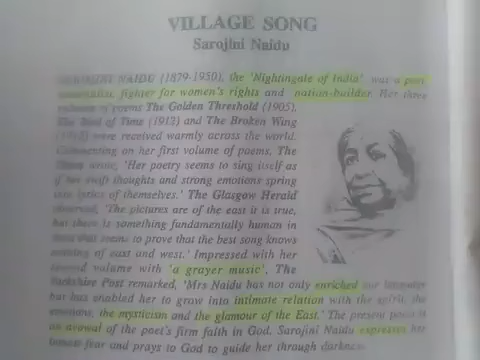 VILLAGE SONG
Sarojini Naidu
SAROJINI NAIDU (1879-1950), the 'Nightingale of India' was a poet,
nationalist, fighter for women's rights and nation-builder. Her three
volumes of poems The Golden Threshold (1905),
The Bird of Time (1912) and The Broken Wing
were received warmly across the world.
Commenting on her first volume of poems, The
Times wrote, 'Her poetry seems to sing itself as
if her swift thoughts and strong emotions spring
into lyrics of themselves.' The Glasgow Herald
observed, 'The pictures are of the east it is true,
but there is something fundamentally human in
them that seems to prove that the best song knows
nothing of east and west.' Impressed with her
second volume with 'a grayer music', The
Yorkshire Post remarked, 'Mrs Naidu has not only enriched our language
but has enabled her to grow into intimate relation with the spirit, the
emotions, the mysticism and the glamour of the East.' The present poem is
an avowal of the poet's firm faith in God. Sarojini Naidu expresses her
inmost fear and prays to God to guide her through darkness.